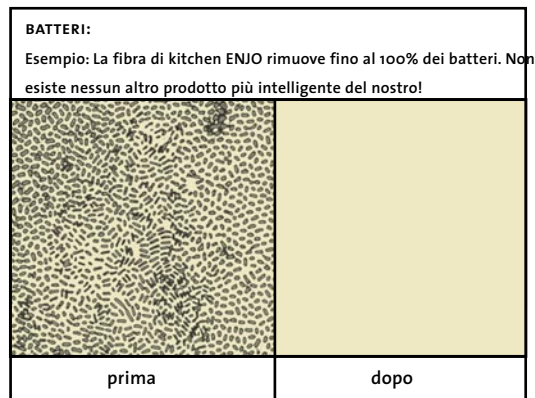 BATTERI:
Esempio: La fibra di kitchen ENJO rimuove fino al 100% dei batteri. Non
esiste nessun altro prodotto più intelligente del nostro!
prima
dopo